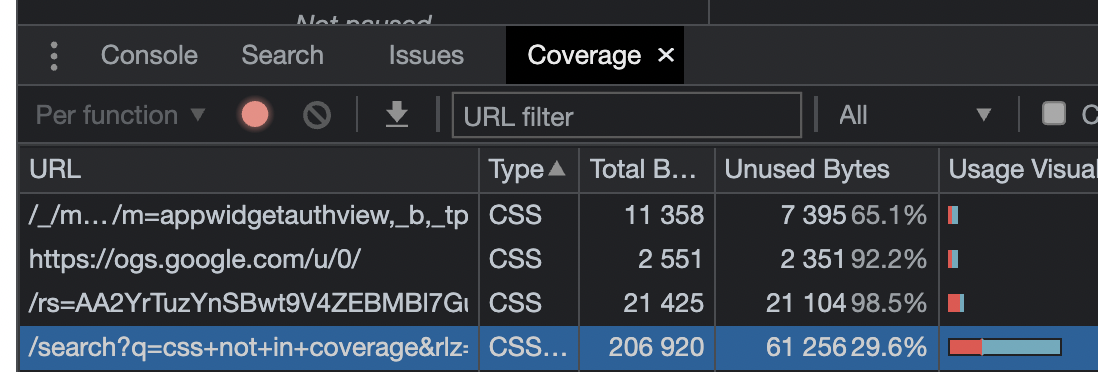 Not paused
Console Search Issues Coverage ×
Per function ▼ URL filter All ▼ C
URL Type ▲ Total B… Unused Bytes Usage Visual
/_/m… /m=appwidgetauthview,_b,_tp CSS 11 358 7 395 65.1%
https://ogs.google.com/u/0/ CSS 2 551 2 351 92.2%
/rs=AA2YrTuzYnSBwt9V4ZEBMBl7Gu CSS 21 425 21 104 98.5%
/search?q=css+not+in+coverage&rlz= CSS… 206 920 61 256 29.6%